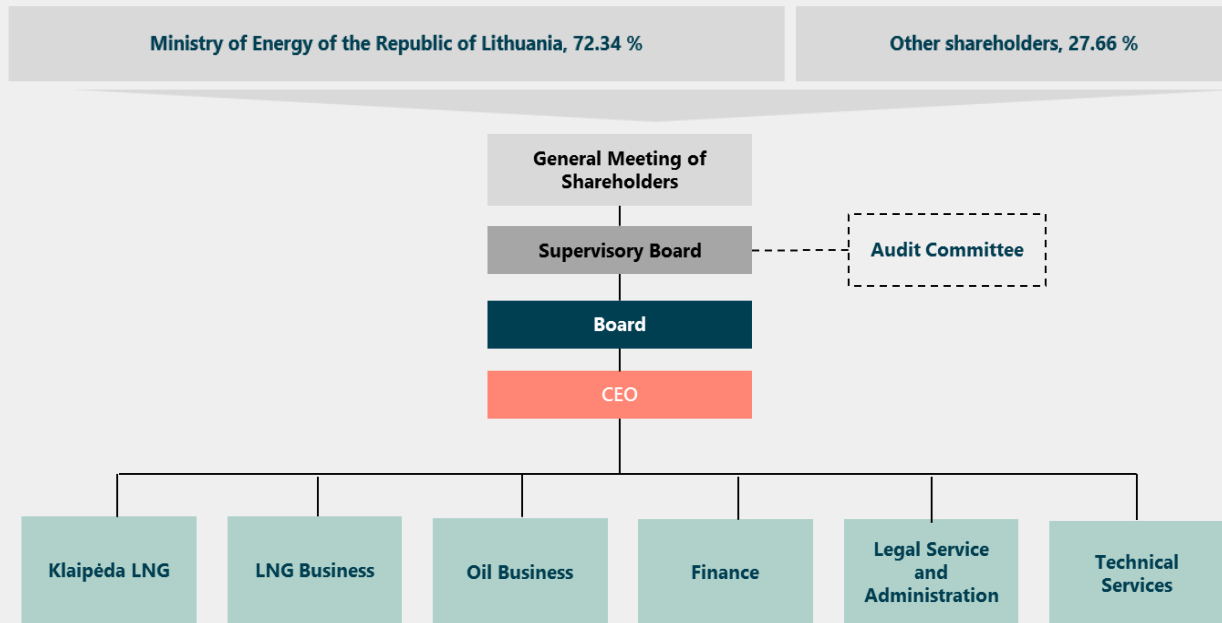 Ministry of Energy of the Republic of Lithuania, 72.34 %
Other shareholders, 27.66 %
General Meeting of
Shareholders
Supervisory Board
Audit Committee
Board
CEO
Klaipėda LNG
LNG Business
Oil Business
Finance
Legal Service
and
Administration
Technical
Services